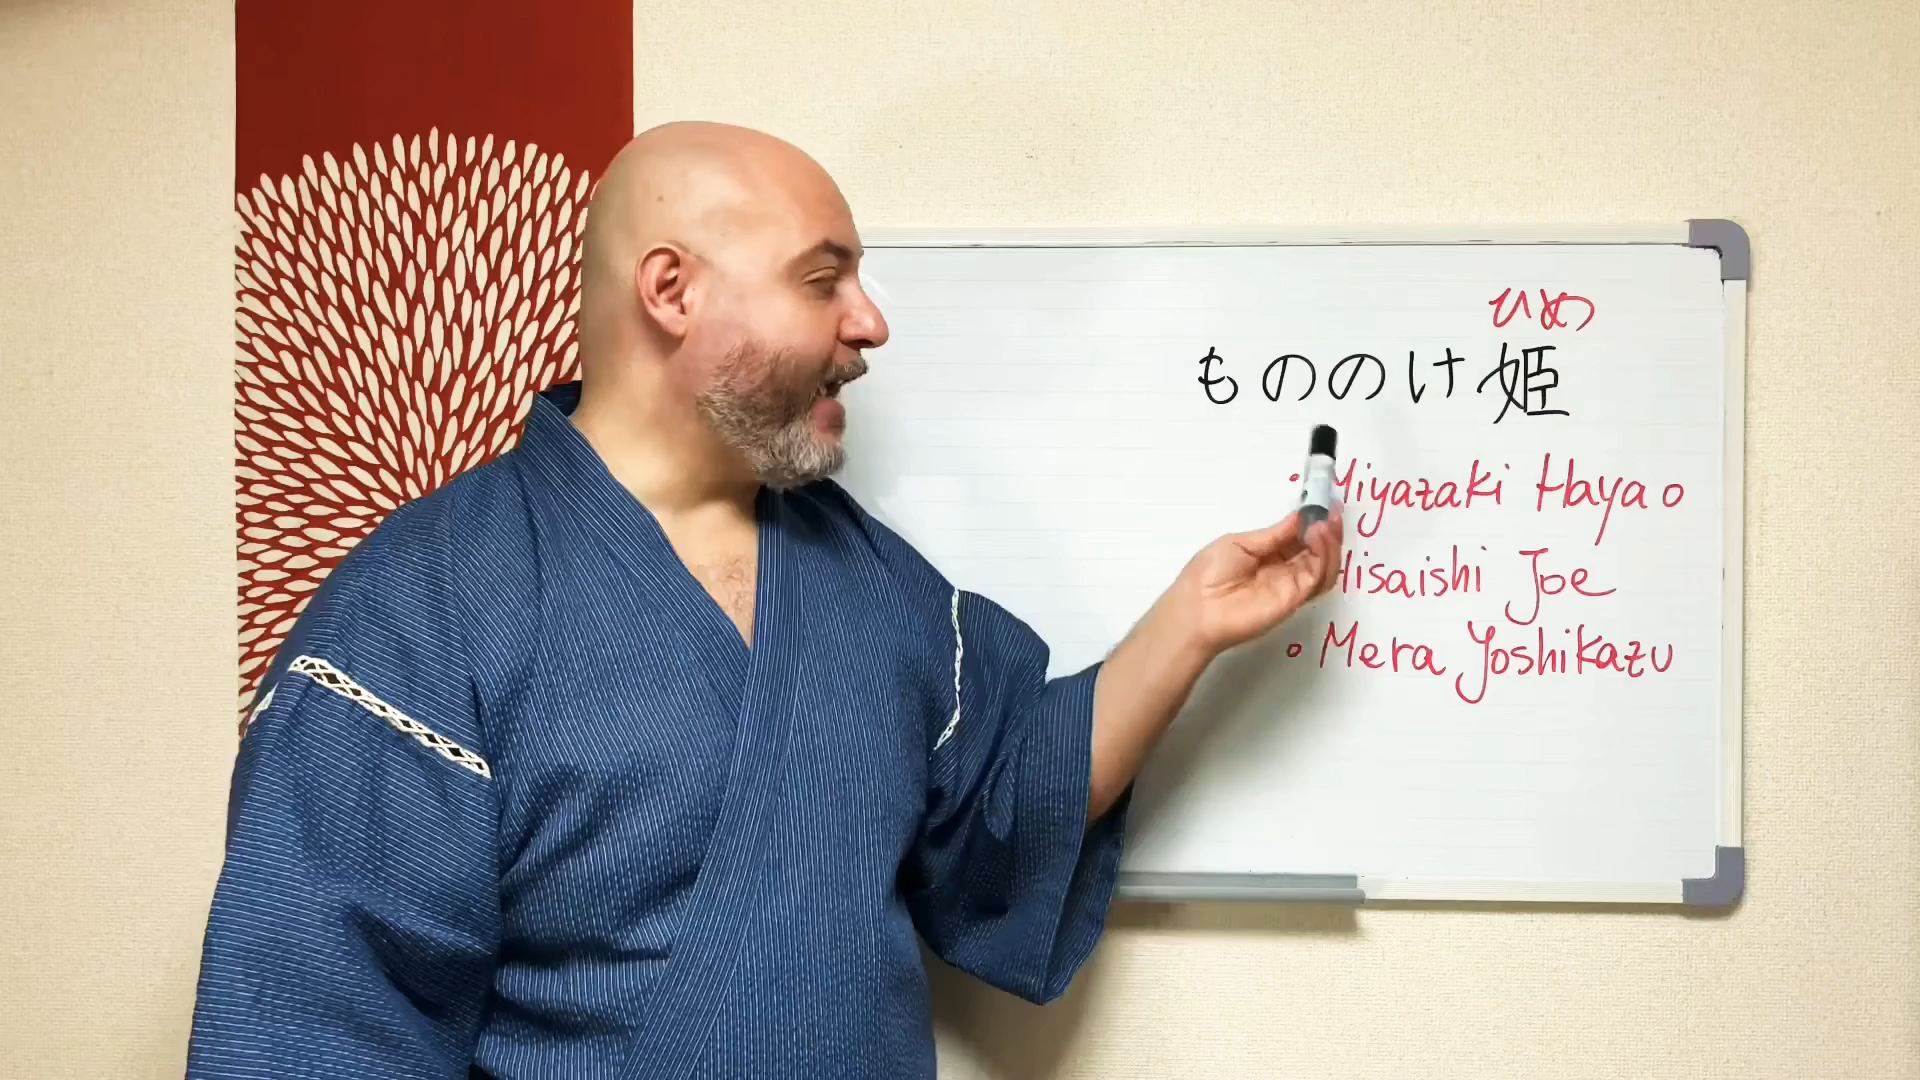 ひめ
もののけ姫
• Miyazaki Hayao
Hisaishi Joe
• Mera Yoshikazu